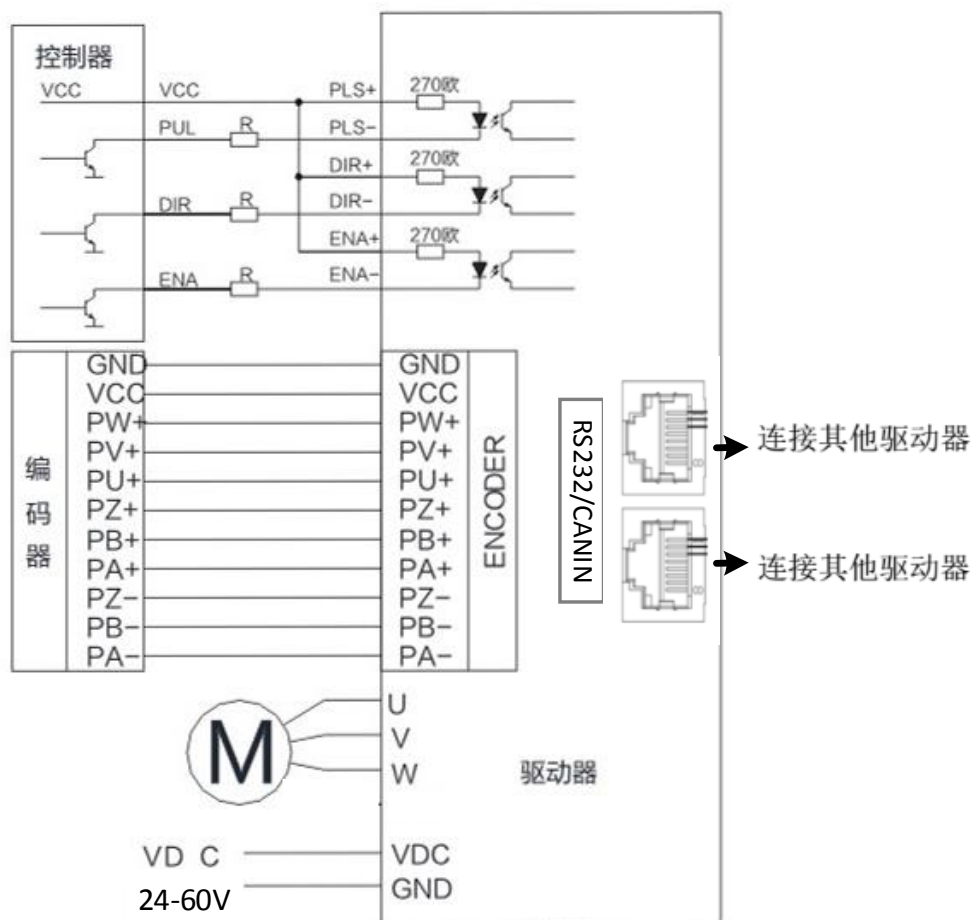 控制器
VCC VCC PLS+ 270欧
PUL R PLS-
DIR+ 270欧
DIR R DIR-
ENA+ 270欧
ENA R ENA-
编码器
GND GND
VCC VCC
PW+ PW+
PV+ PV+
PU+ PU+
PZ+ PZ+
PB+ PB+
PA+ PA+
PZ- PZ-
PB- PB-
PA- PA-
ENCODER
RS232/CANIN
连接其他驱动器
连接其他驱动器
M
U
V
W
驱动器
VD C VDC
24-60V GND